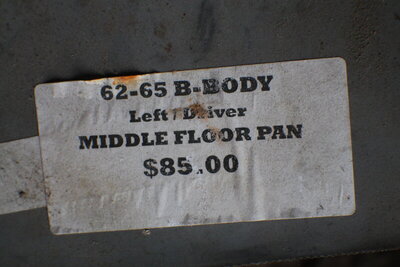 62-65 B-BODY
Left / Driver
MIDDLE FLOOR PAN
$85.00